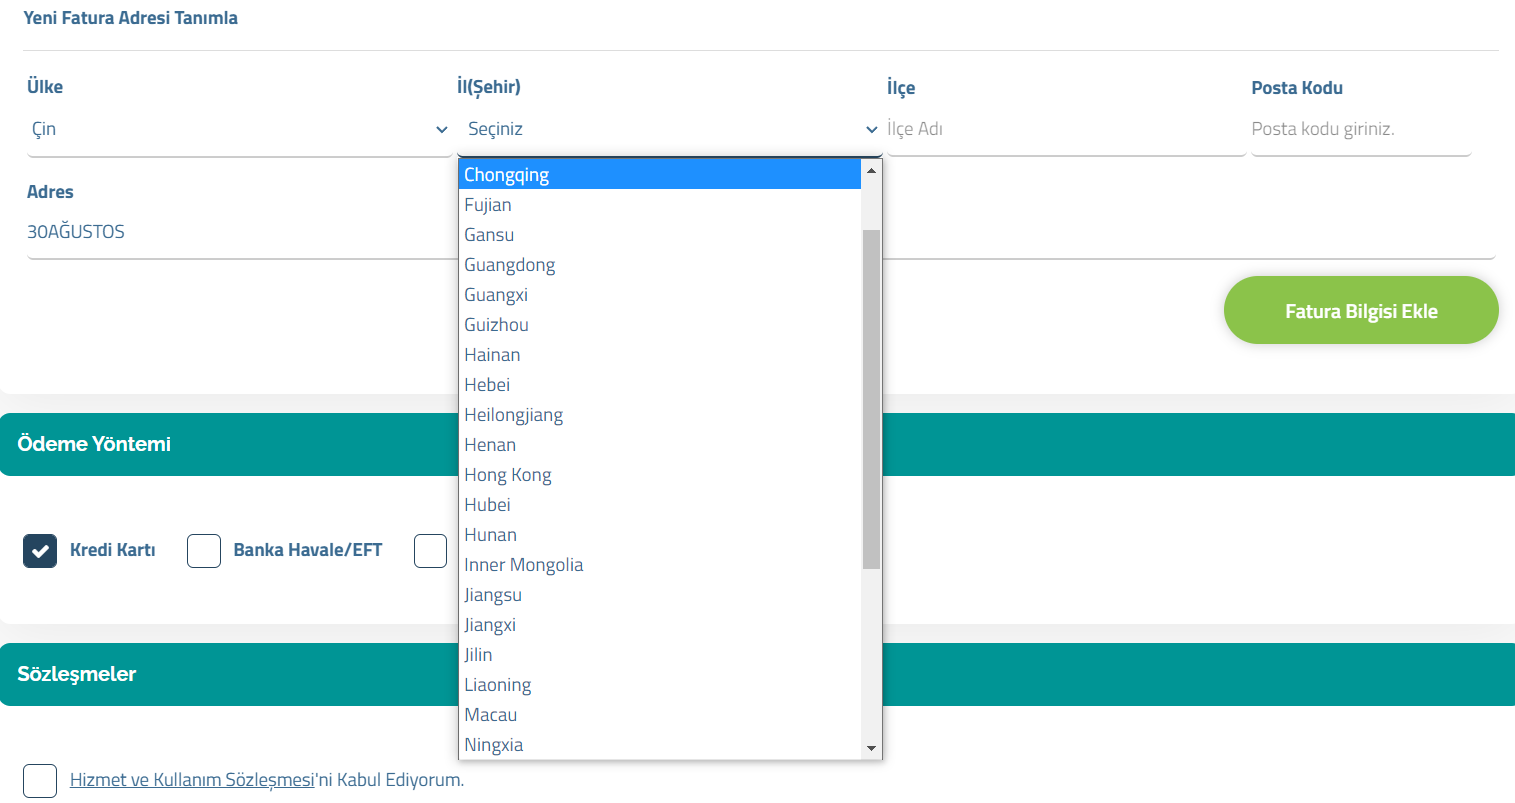 Yeni Fatura Adresi Tanımla
Ülke
İl(Şehir)
İlçe
Posta Kodu
Çin
Seçiniz
İlçe Adı
Posta kodu giriniz.
Chongqing
Fujian
Gansu
Guangdong
Guangxi
Guizhou
Hainan
Hebei
Heilongjiang
Henan
Hong Kong
Hubei
Hunan
Inner Mongolia
Jiangsu
Jiangxi
Jilin
Liaoning
Macau
Ningxia
Adres
30AĞUSTOS
Fatura Bilgisi Ekle
Ödeme Yöntemi
Kredi Kartı
Banka Havale/EFT
Sözleşmeler
Hizmet ve Kullanım Sözleşmesi'ni Kabul Ediyorum.